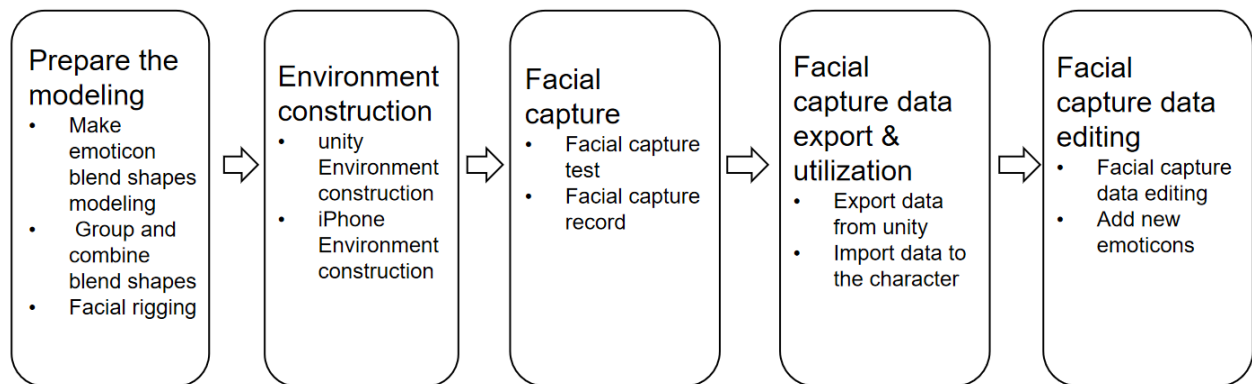 Prepare the
modeling
• Make
emoticon
blend shapes
modeling
• Group and
combine blend
shapes
• Facial rigging
Environment
construction
• unity
Environment
construction
• iPhone
Environment
construction
Facial
capture
• Facial capture
test
• Facial capture
record
Facial
capture data
export &
utilization
• Export data
from unity
• Import data to
the character
Facial
capture data
editing
• Facial capture
data editing
• Add new
emoticons